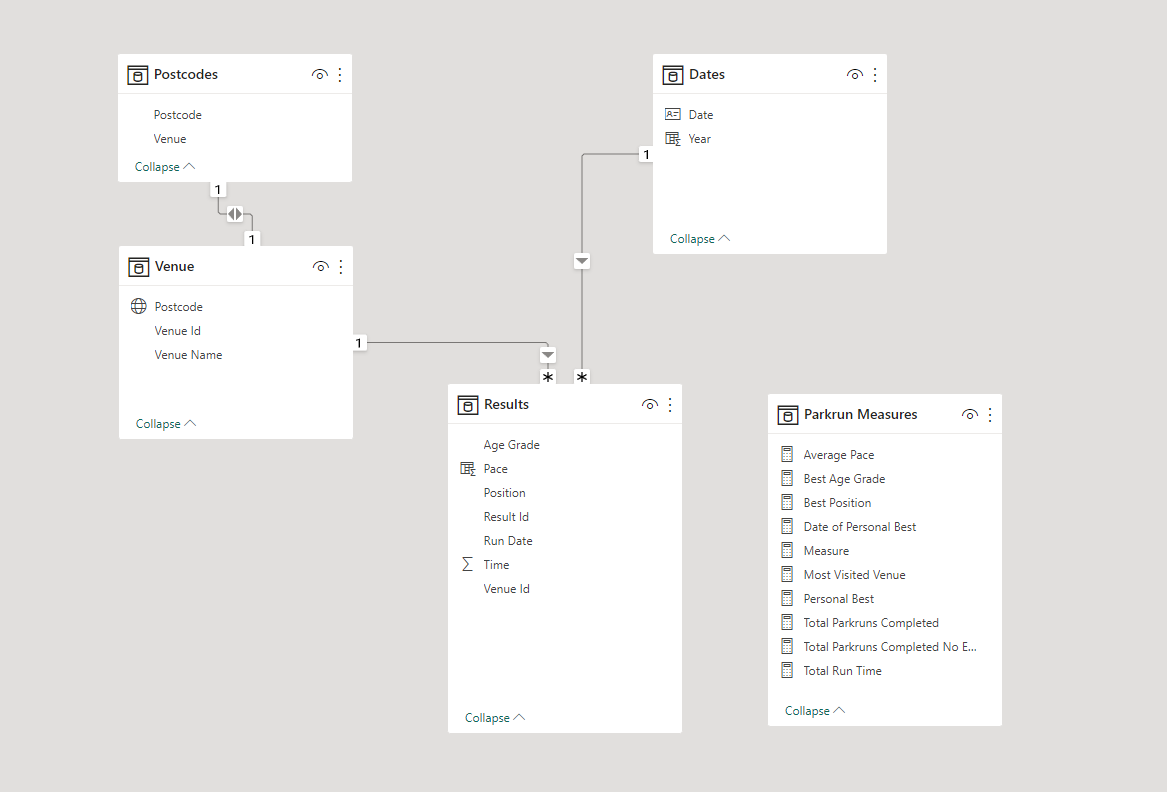 Postcodes
Postcode
Venue
Collapse
1
1
Venue
Postcode
Venue Id
Venue Name
Collapse
1
Dates
Date
Year
Collapse
1
*
*
Results
Age Grade
Pace
Position
Result Id
Run Date
Time
Venue Id
Collapse
Parkrun Measures
Average Pace
Best Age Grade
Best Position
Date of Personal Best
Measure
Most Visited Venue
Personal Best
Total Parkruns Completed
Total Parkruns Completed No E...
Total Run Time
Collapse